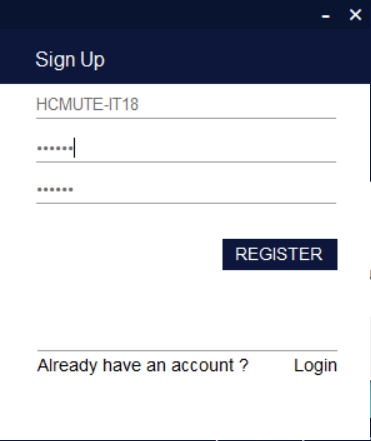 Sign Up
HCMUTE-IT18
••••••
••••••
REGISTER
Already have an account ? Login